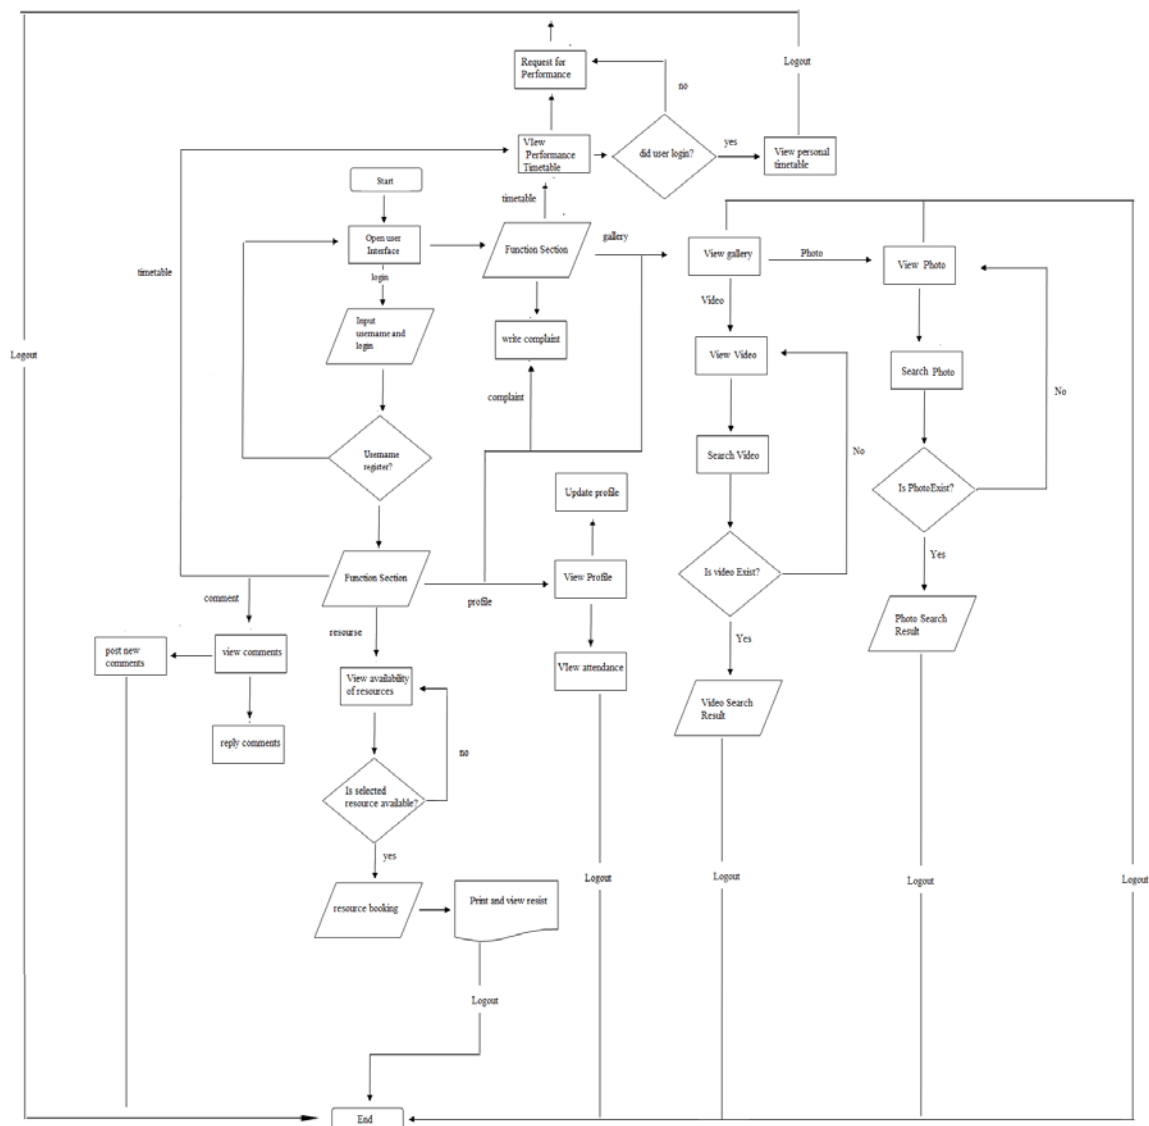 Request for
Performance
Logout
no
VIew
Performance
Timetable
did user login?
yes
View personal
timetable
Start
timetable
Open user
Interface
Function Section
gallery
View gallery
Photo
View Photo
timetable
login
Video
Input
username and
login
write complaint
View Video
Logout
Search Photo
No
complaint
Username
register?
Search Video
No
Is PhotoExist?
Update profile
Yes
Function Section
View Profile
Is video Exist?
comment
profile
Photo Search
Result
resourse
Yes
post new
comments
view comments
View availability
of resources
VIew attendance
Video Search
Result
reply comments
no
Is selected
resource available?
yes
Logout
Logout
Logout
Logout
resource booking
Print and view resist
Logout
End